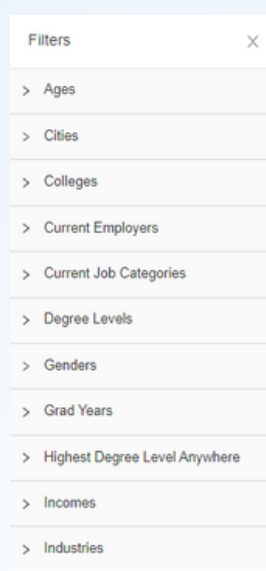 Filters
Ages
Cities
Colleges
Current Employers
Current Job Categories
Degree Levels
Genders
Grad Years
Highest Degree Level Anywhere
Incomes
Industries